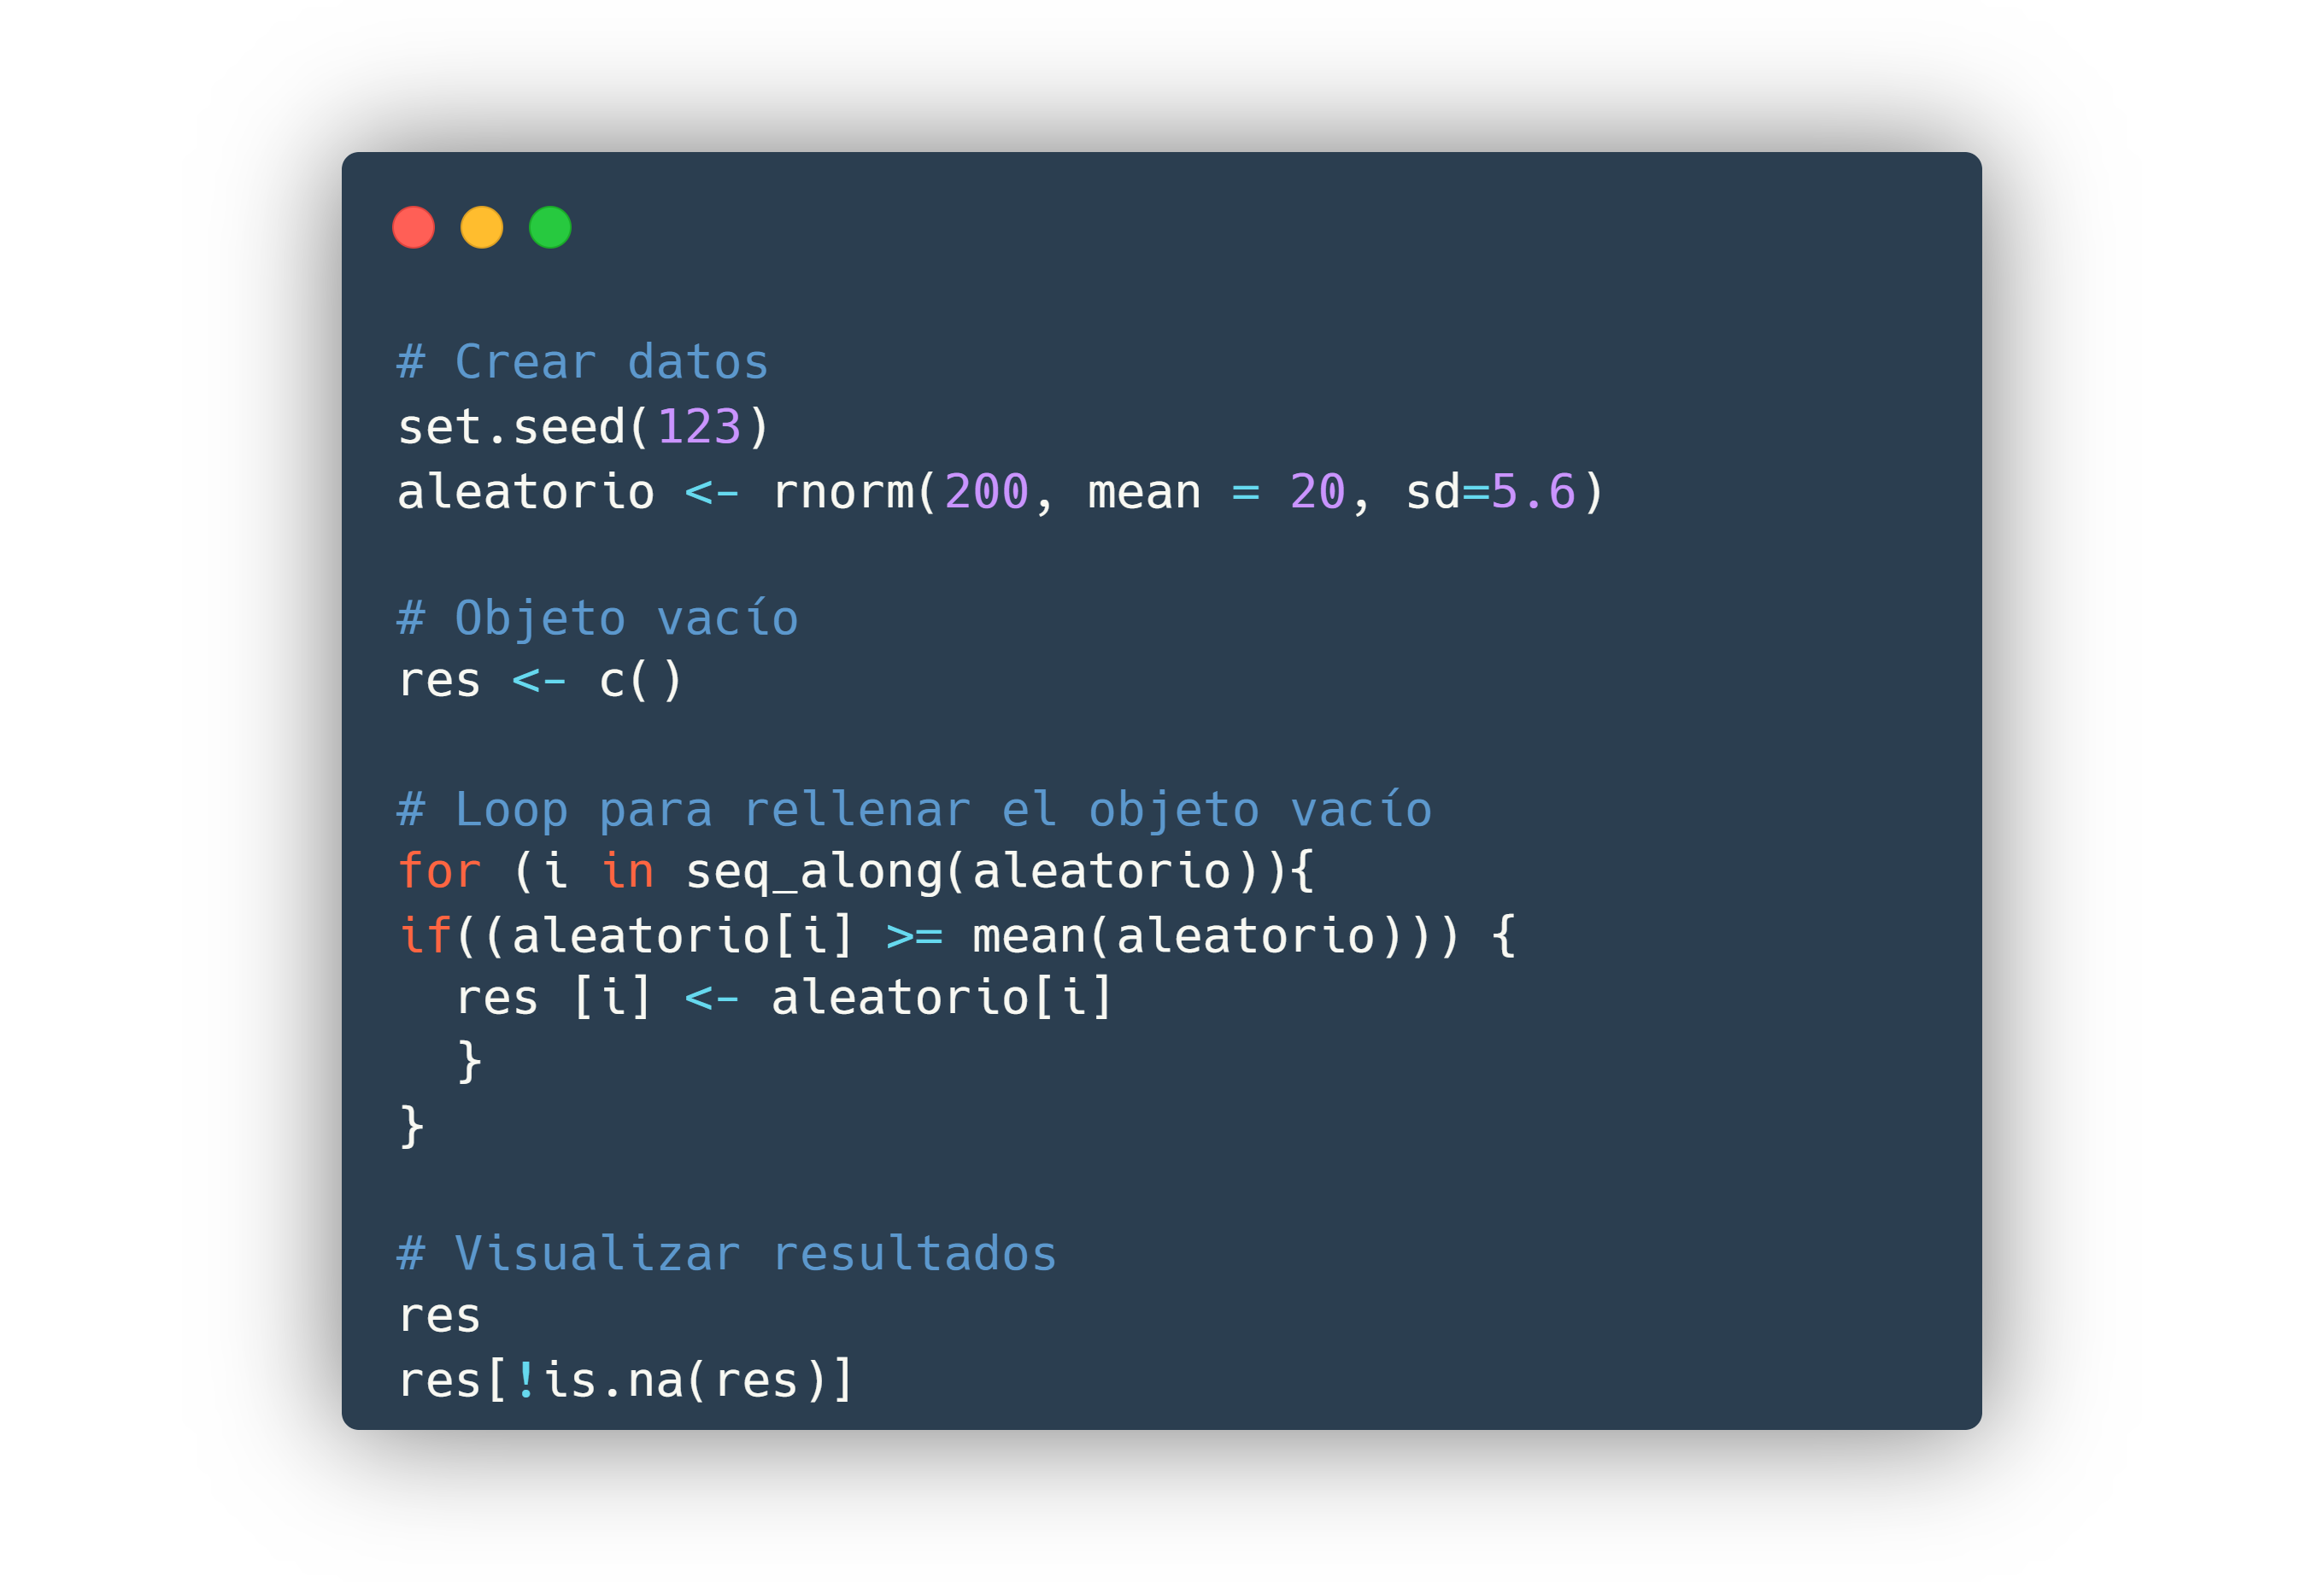 # Crear datos
set.seed(123)
aleatorio <- rnorm(200, mean = 20, sd=5.6)
# Objeto vacío
res <- c()
# Loop para rellenar el objeto vacío
for (i in seq_along(aleatorio)){
if((aleatorio[i] >= mean(aleatorio))) {
  res [i] <- aleatorio[i]
  }
}
# Visualizar resultados
res
res[!is.na(res)]